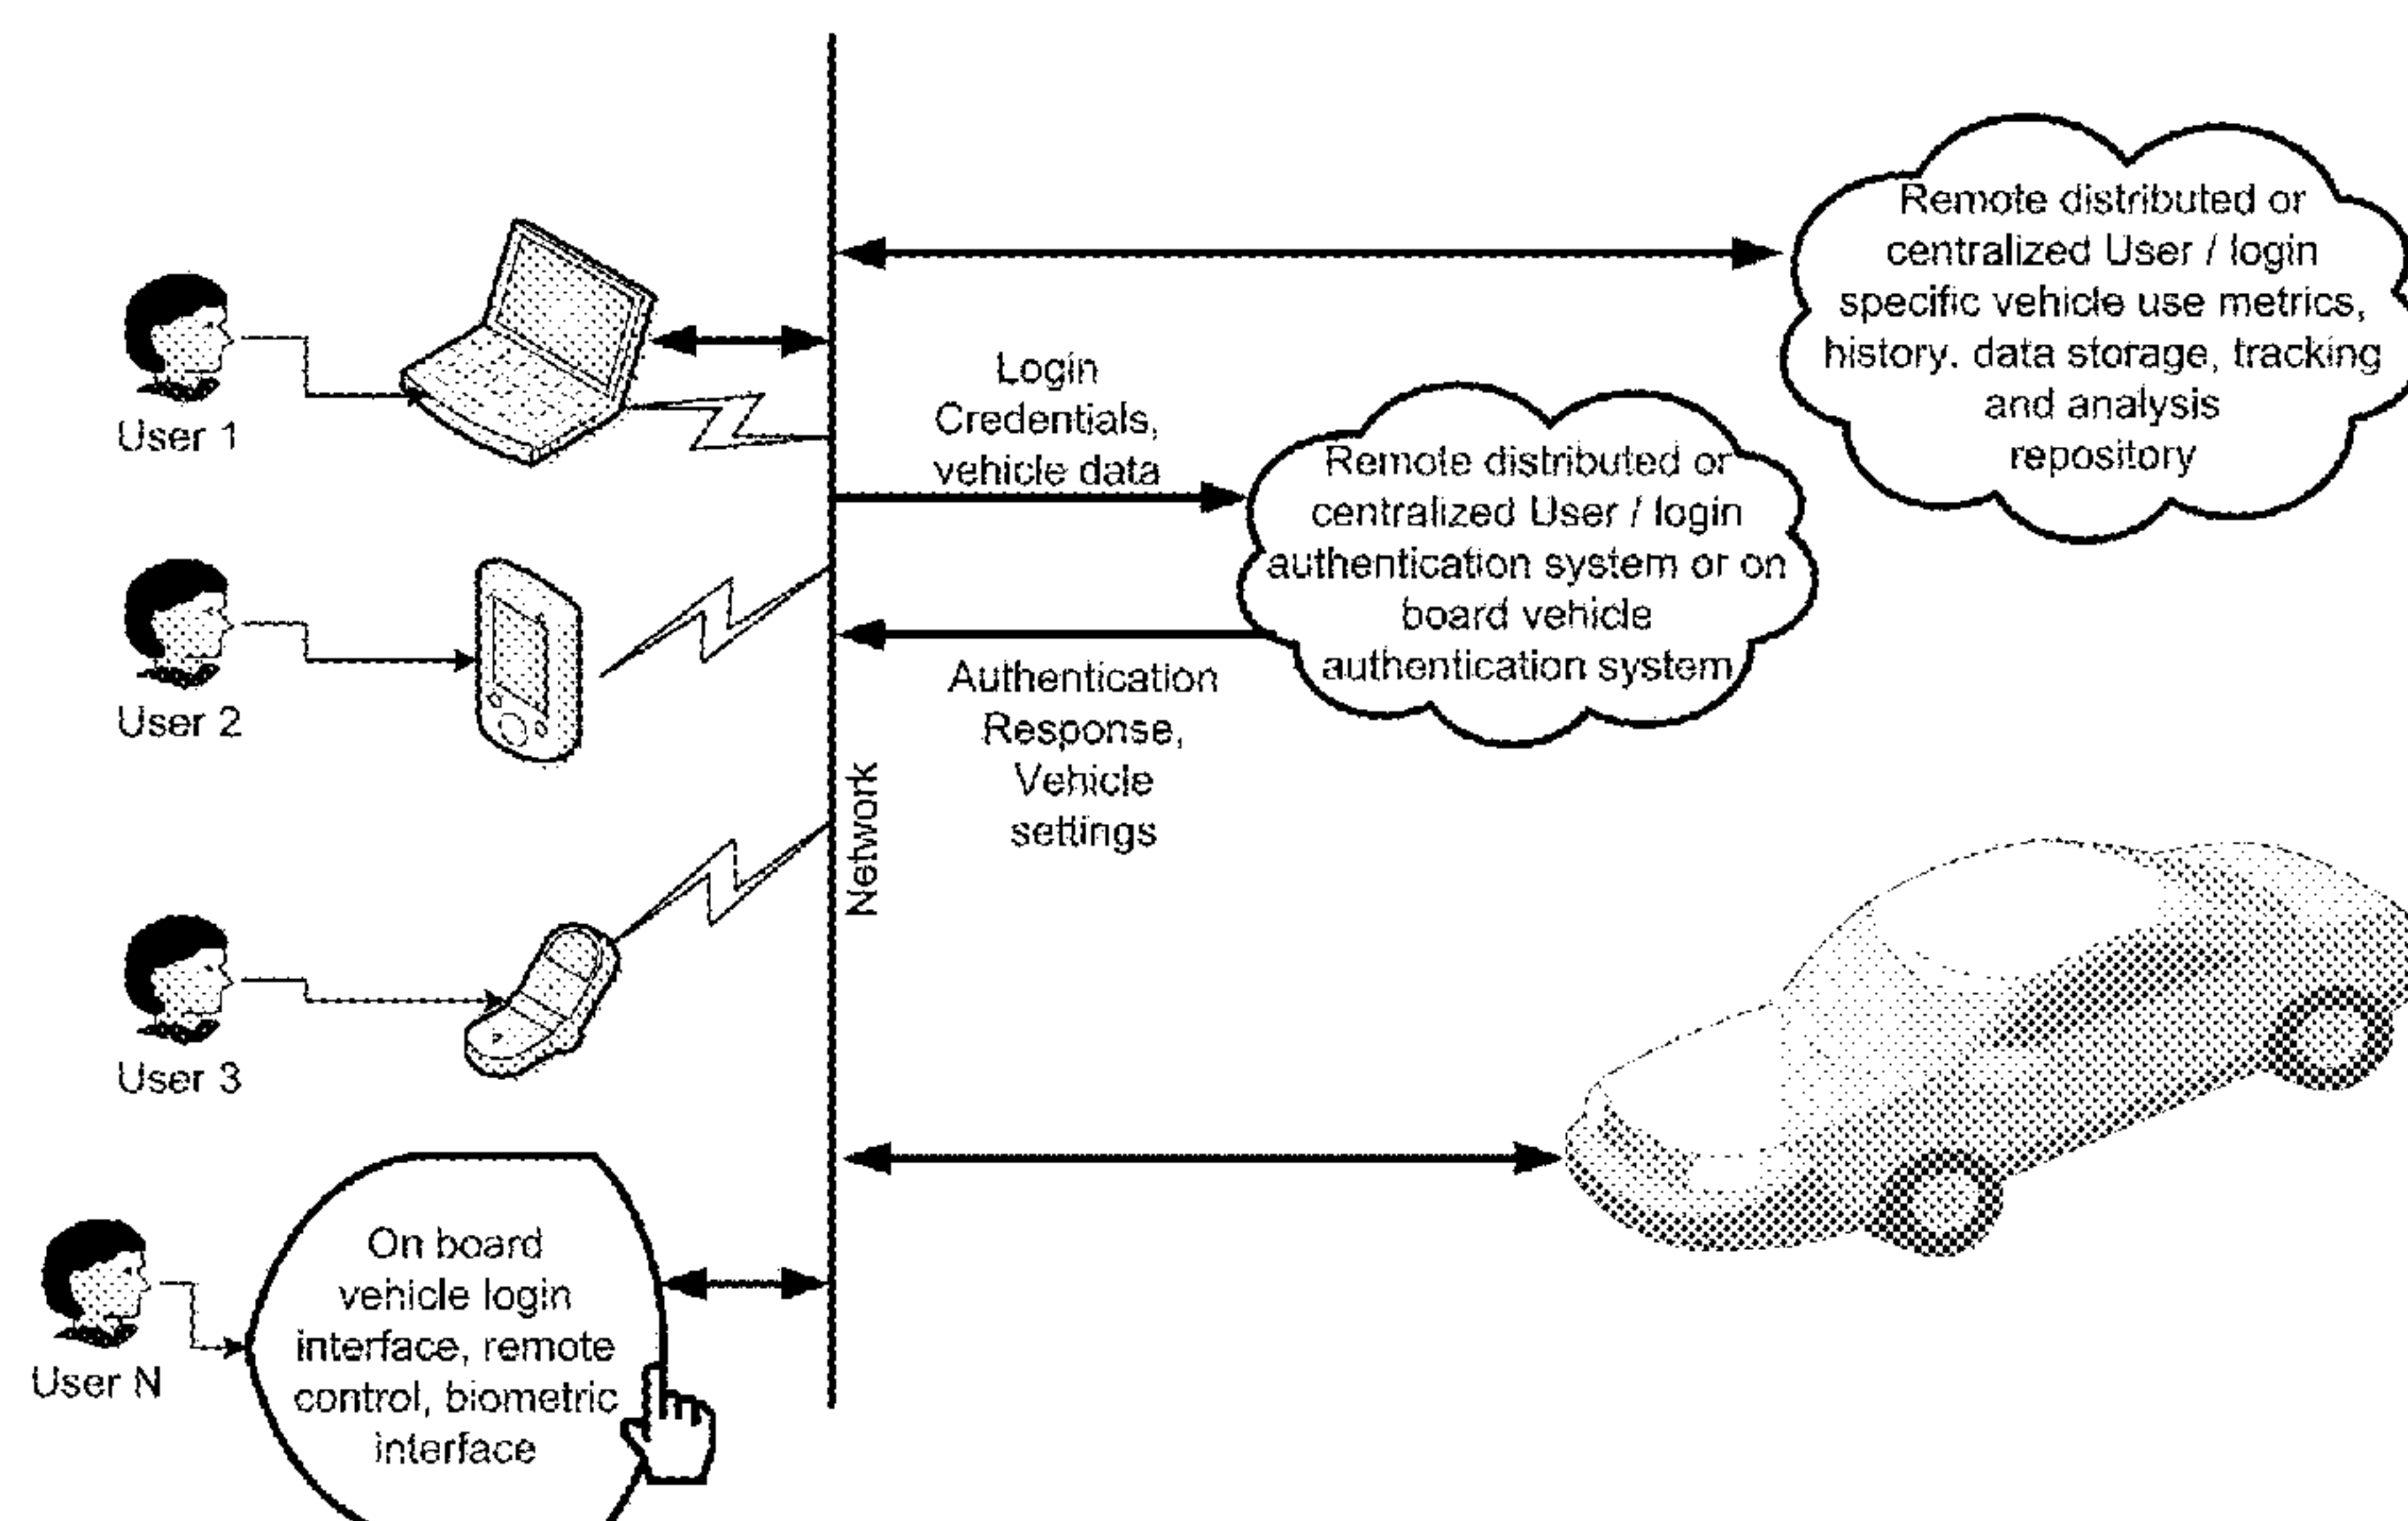 Remote distributed or
centralized User / login
specific vehicle use metrics,
history. data storage, tracking
and analysis
repository
Login
Credentials,
vehicle data
User 1
Remote distributed or
centralized User / login
authentication system or on
board vehicle
authentication system
Authentication
Response,
Vehicle
settings
User 2
Network
User 3
On board
vehicle login
interface, remote
control, biometric
interface
User N